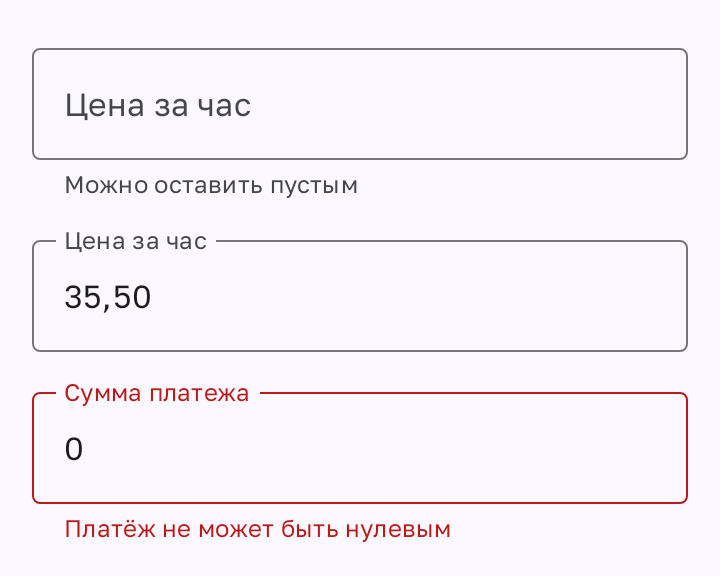 Цена за час
Можно оставить пустым
Цена за час
35,50
Сумма платежа
0
Платёж не может быть нулевым